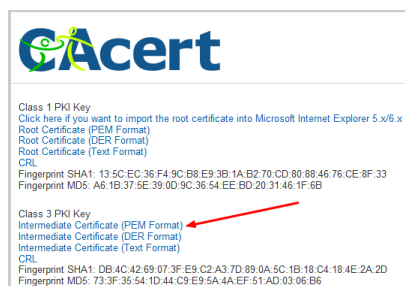 CAcert
Class 1 PKI Key
Click here if you want to import the root certificate into Microsoft Internet Explorer 5.x/6.x
Root Certificate (PEM Format)
Root Certificate (DER Format)
Root Certificate (Text Format)
CRL
Fingerprint SHA1: 13:5C:EC:36:F4:9C:B8:E9:3B:1A:B2:70:CD:80:88:46:76:CE:8F:33
Fingerprint MD5: A6:1B:37:5E:39:0D:9C:36:54:EE:BD:20:31:46:1F:6B
Class 3 PKI Key
Intermediate Certificate (PEM Format)
Intermediate Certificate (DER Format)
Intermediate Certificate (Text Format)
CRL
Fingerprint SHA1: DB:4C:42:69:07:3F:E9:C2:A3:7D:89:0A:5C:1B:18:C4:18:4E:2A:2D
Fingerprint MD5: 73:3F:35:54:1D:44:C9:E9:5A:4A:EF:51:AD:03:06:B6